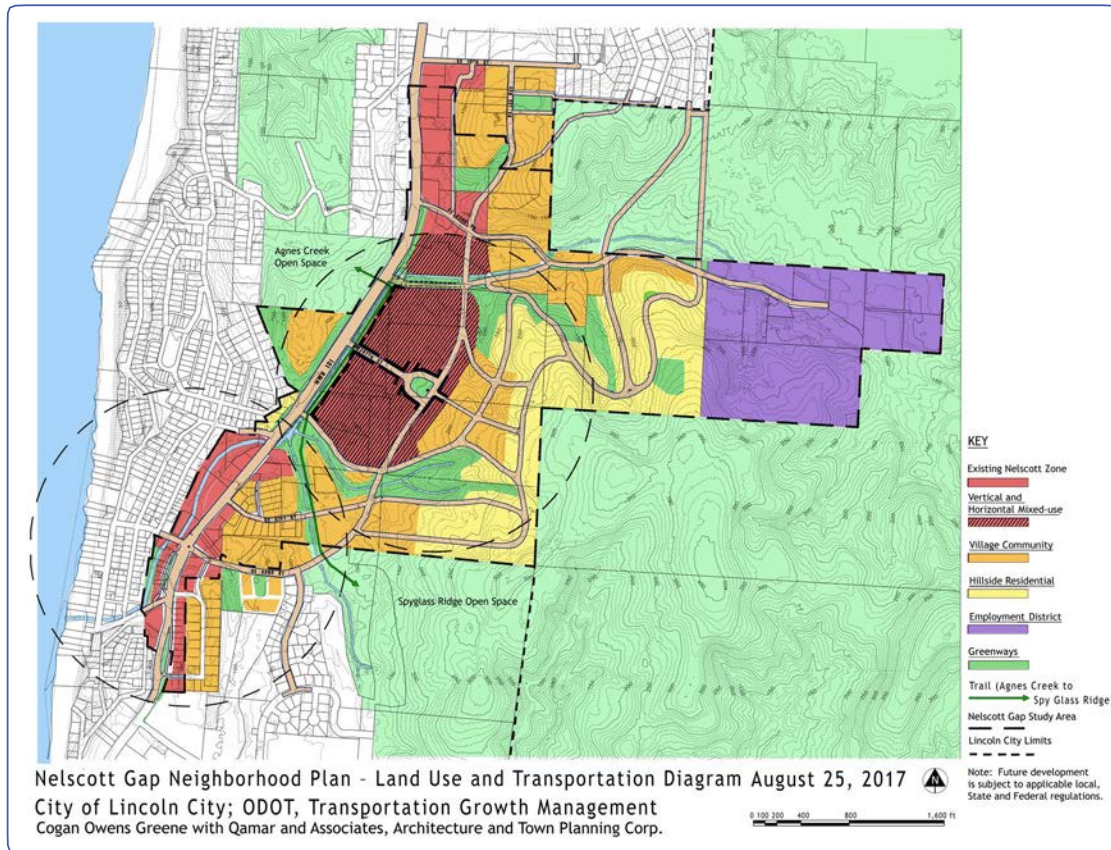 Agnes Creek
Open Space
HWY 101
Spyglass Ridge Open Space
KEY
Existing Nelscott Zone
Vertical and
Horizontal Mixed-use
Village Community
Hillside Residential
Employment District
Greenways
Trail (Agnes Creek to
Spy Glass Ridge
Nelscott Gap Study Area
Lincoln City Limits
Note: Future development
is subject to applicable local,
State and Federal regulations.
Nelscott Gap Neighborhood Plan - Land Use and Transportation Diagram August 25, 2017
N
City of Lincoln City; ODOT, Transportation Growth Management
Cogan Owens Greene with Qamar and Associates, Architecture and Town Planning Corp.
0 100 200 400 800 1,600 ft